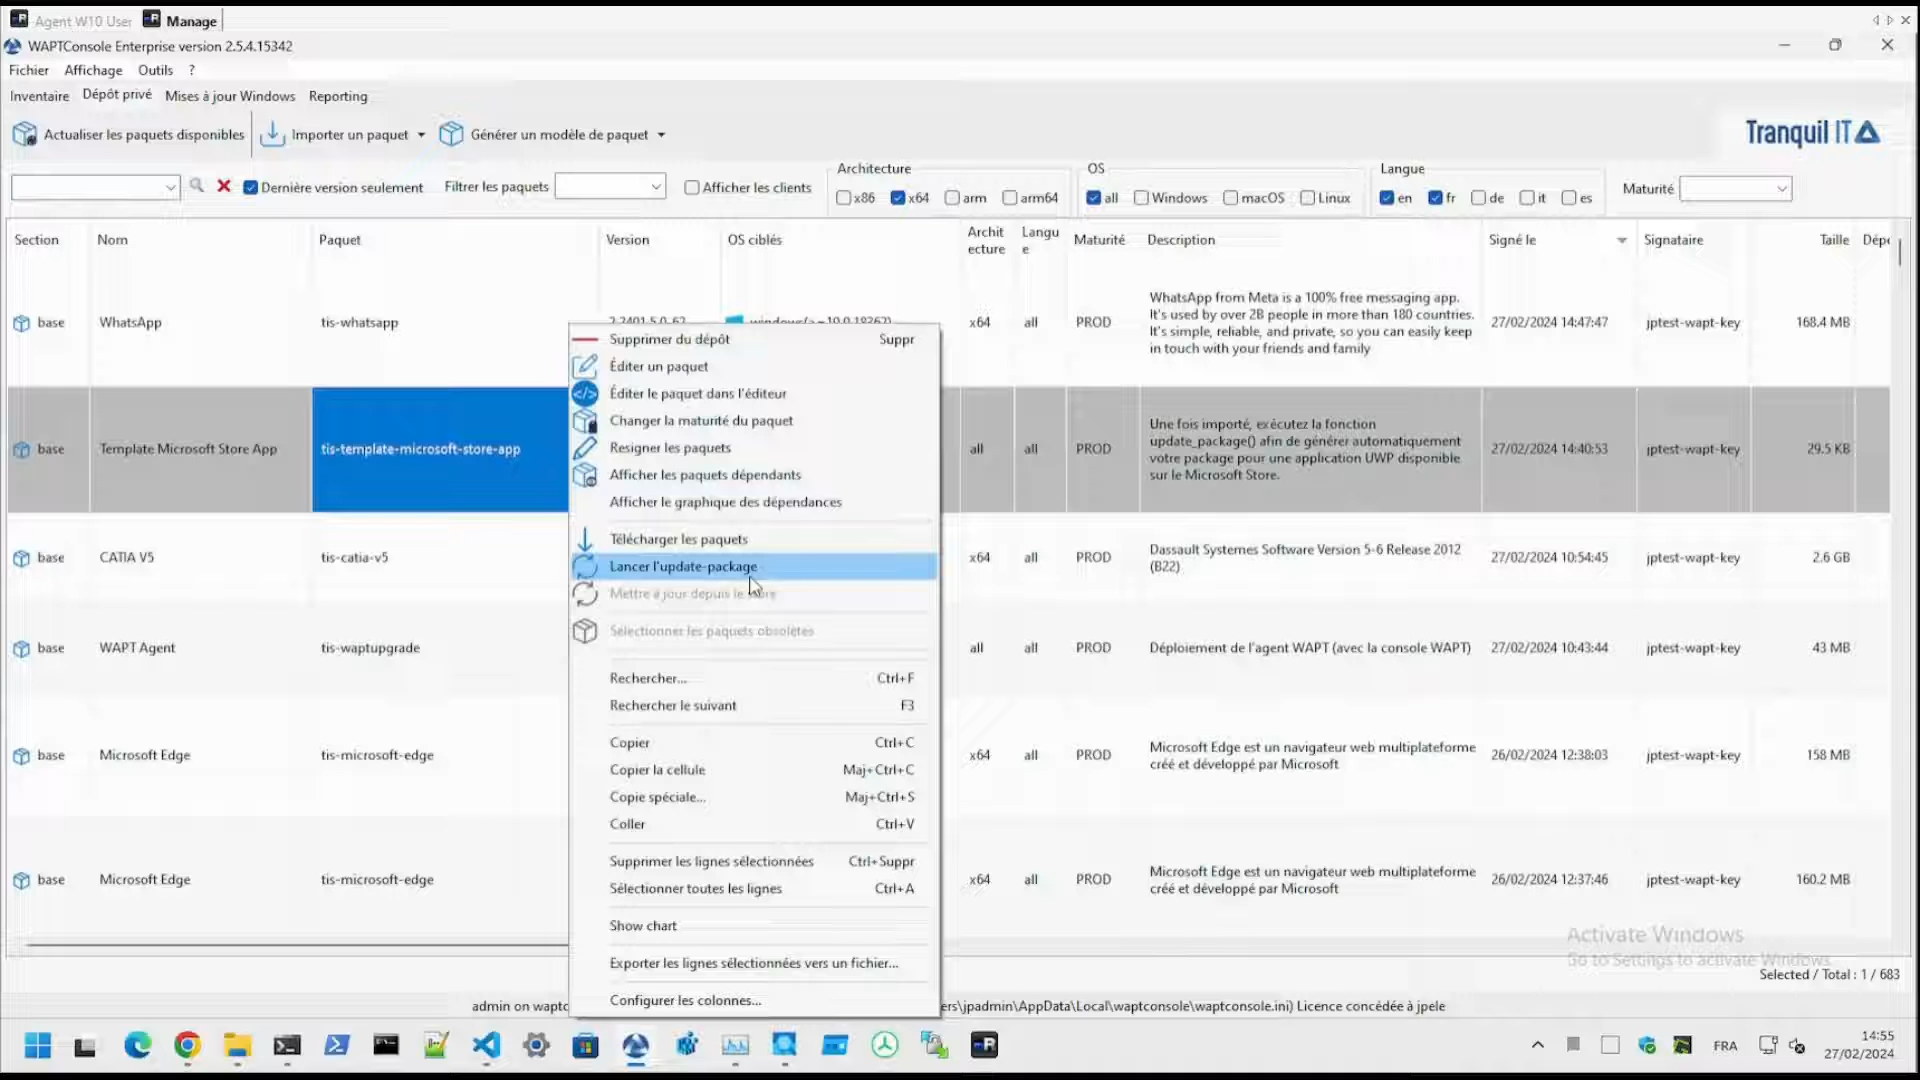 Agent W10 User
Manage
WAPTConsole Enterprise version 2.5.4.15342
Fichier Affichage Outils ?
Inventaire Dépôt privé Mises à jour Windows Reporting
Actualiser les paquets disponibles Importer un paquet Générer un modèle de paquet
Tranquil IT
Dernière version seulement Filtrer les paquets Afficher les clients
Architecture
x86 x64 arm arm64
OS
all Windows macOS Linux
Langue
en fr de it es
Maturité
Section Nom Paquet Version OS ciblés Archit
ecture Langu
e Maturité Description Signé le Signataire Taille
base WhatsApp tis-whatsapp x64 all PROD
WhatsApp from Meta is a 100% free messaging app.
It's used by over 2B people in more than 180 countries.
It's simple, reliable, and private, so you can easily keep
in touch with your friends and family
27/02/2024 14:47:47 jptest-wapt-key 168.4 MB
base Template Microsoft Store App tis-template-microsoft-store-app all all PROD
Une fois importé, exécutez la fonction
update_package() afin de générer automatiquement
votre package pour une application UWP disponible
sur le Microsoft Store.
27/02/2024 14:40:53 jptest-wapt-key 29.5 KB
base CATIA V5 tis-catia-v5 x64 all PROD
Dassault Systemes Software Version 5-6 Release 2012
(B22)
27/02/2024 10:54:45 jptest-wapt-key 2.6 GB
base WAPT Agent tis-waptupgrade all all PROD Déploiement de l'agent WAPT (avec la console WAPT) 27/02/2024 10:43:44 jptest-wapt-key 43 MB
base Microsoft Edge tis-microsoft-edge x64 all PROD
Microsoft Edge est un navigateur web multiplateforme
créé et développé par Microsoft
26/02/2024 12:38:03 jptest-wapt-key 158 MB
base Microsoft Edge tis-microsoft-edge x64 all PROD
Microsoft Edge est un navigateur web multiplateforme
créé et développé par Microsoft
26/02/2024 12:37:46 jptest-wapt-key 160.2 MB
Supprimer du dépôt Suppr
Éditer un paquet
Éditer le paquet dans l'éditeur
Changer la maturité du paquet
Resigner les paquets
Afficher les paquets dépendants
Afficher le graphique des dépendances
Télécharger les paquets
Lancer l'update-package
Mettre à jour depuis le
Sélectionner les paquets obsolètes
Rechercher... Ctrl+F
Rechercher le suivant F3
Copier Ctrl+C
Copier la cellule Maj+Ctrl+C
Copie spéciale... Maj+Ctrl+S
Coller Ctrl+V
Supprimer les lignes sélectionnées Ctrl+Suppr
Sélectionner toutes les lignes Ctrl+A
Show chart
Exporter les lignes sélectionnées vers un fichier...
Configurer les colonnes...
Activate Windows
Go to Settings to activate Windows.
Selected / Total : 1 / 683
admin on waptc
ers\jpadmin\AppData\Local\waptconsole\waptconsole.ini) Licence concédée à jpele
FRA
14:55
27/02/2024